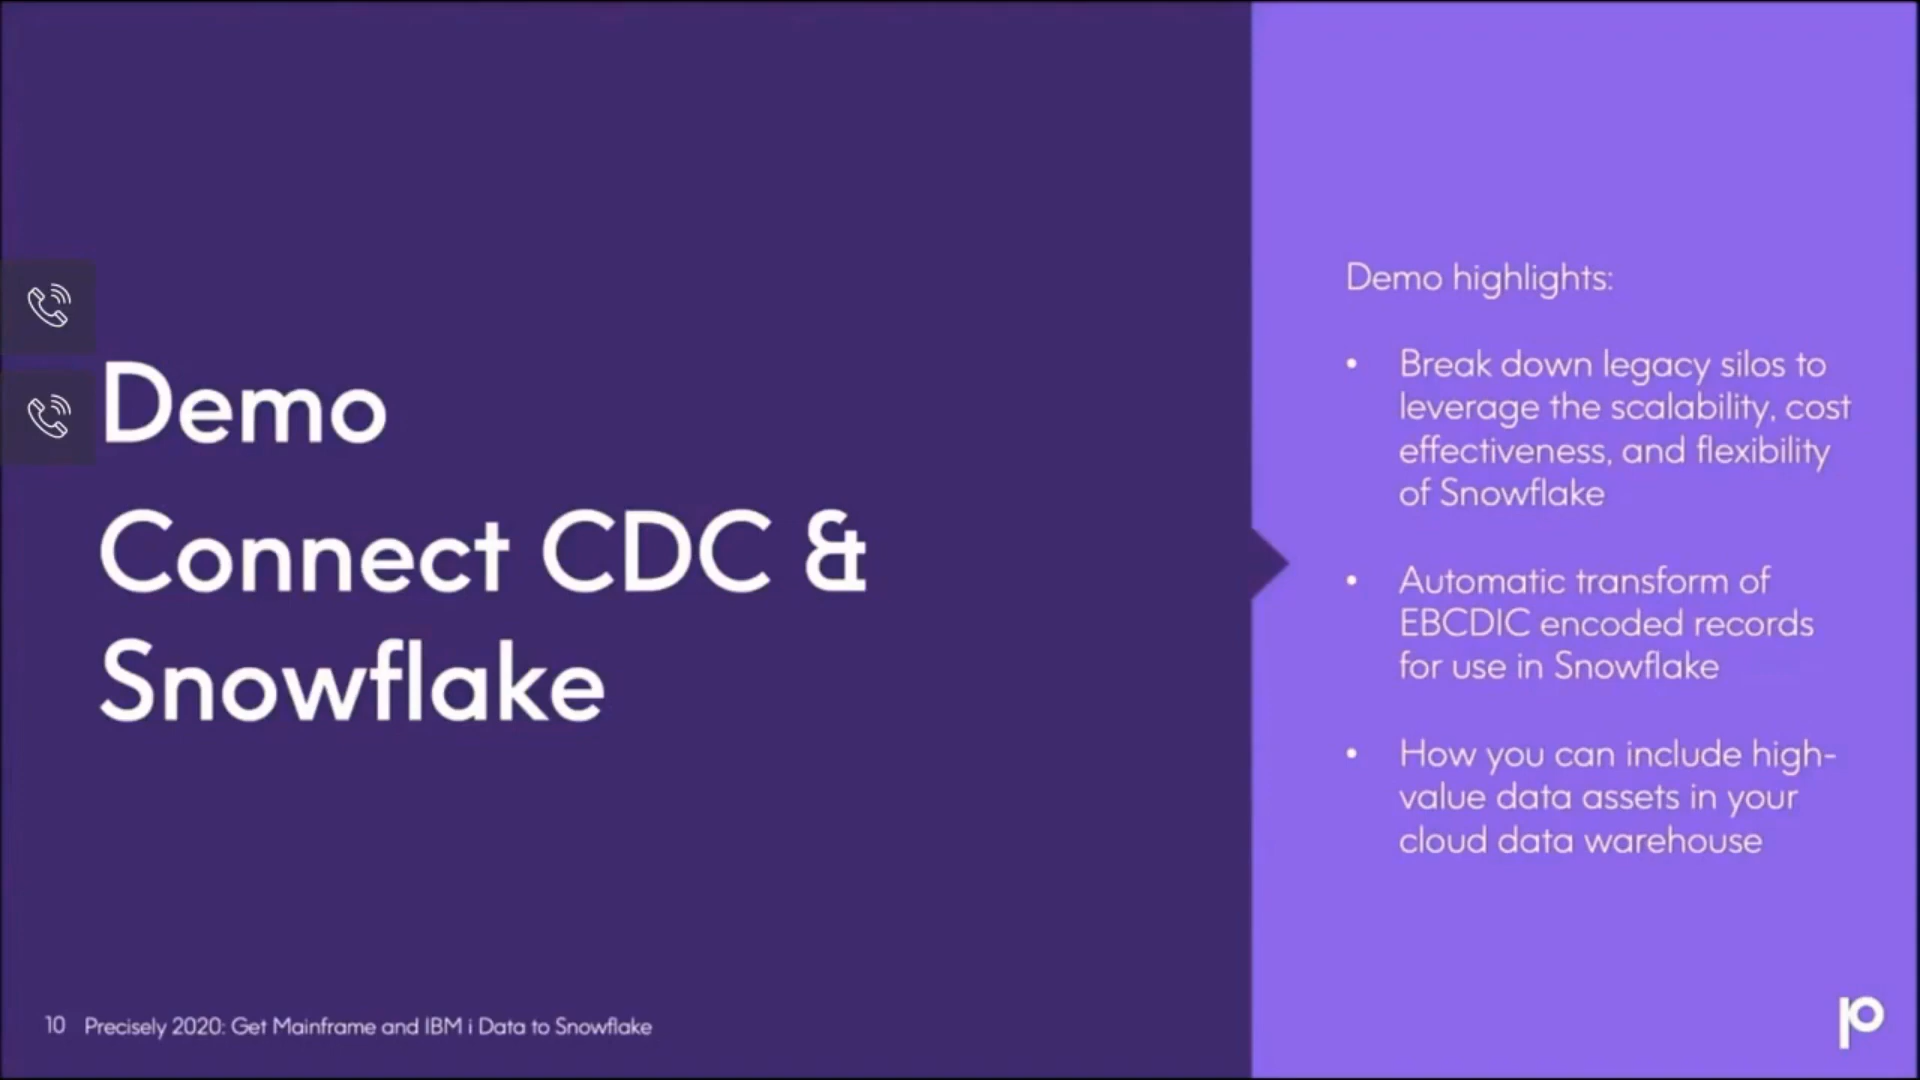 Demo
Connect CDC &
Snowflake
Demo highlights:
• Break down legacy silos to
leverage the scalability, cost
effectiveness, and flexibility
of Snowflake
• Automatic transform of
EBCDIC encoded records
for use in Snowflake
• How you can include high-
value data assets in your
cloud data warehouse
10 Precisely 2020: Get Mainframe and IBM i Data to Snowflake